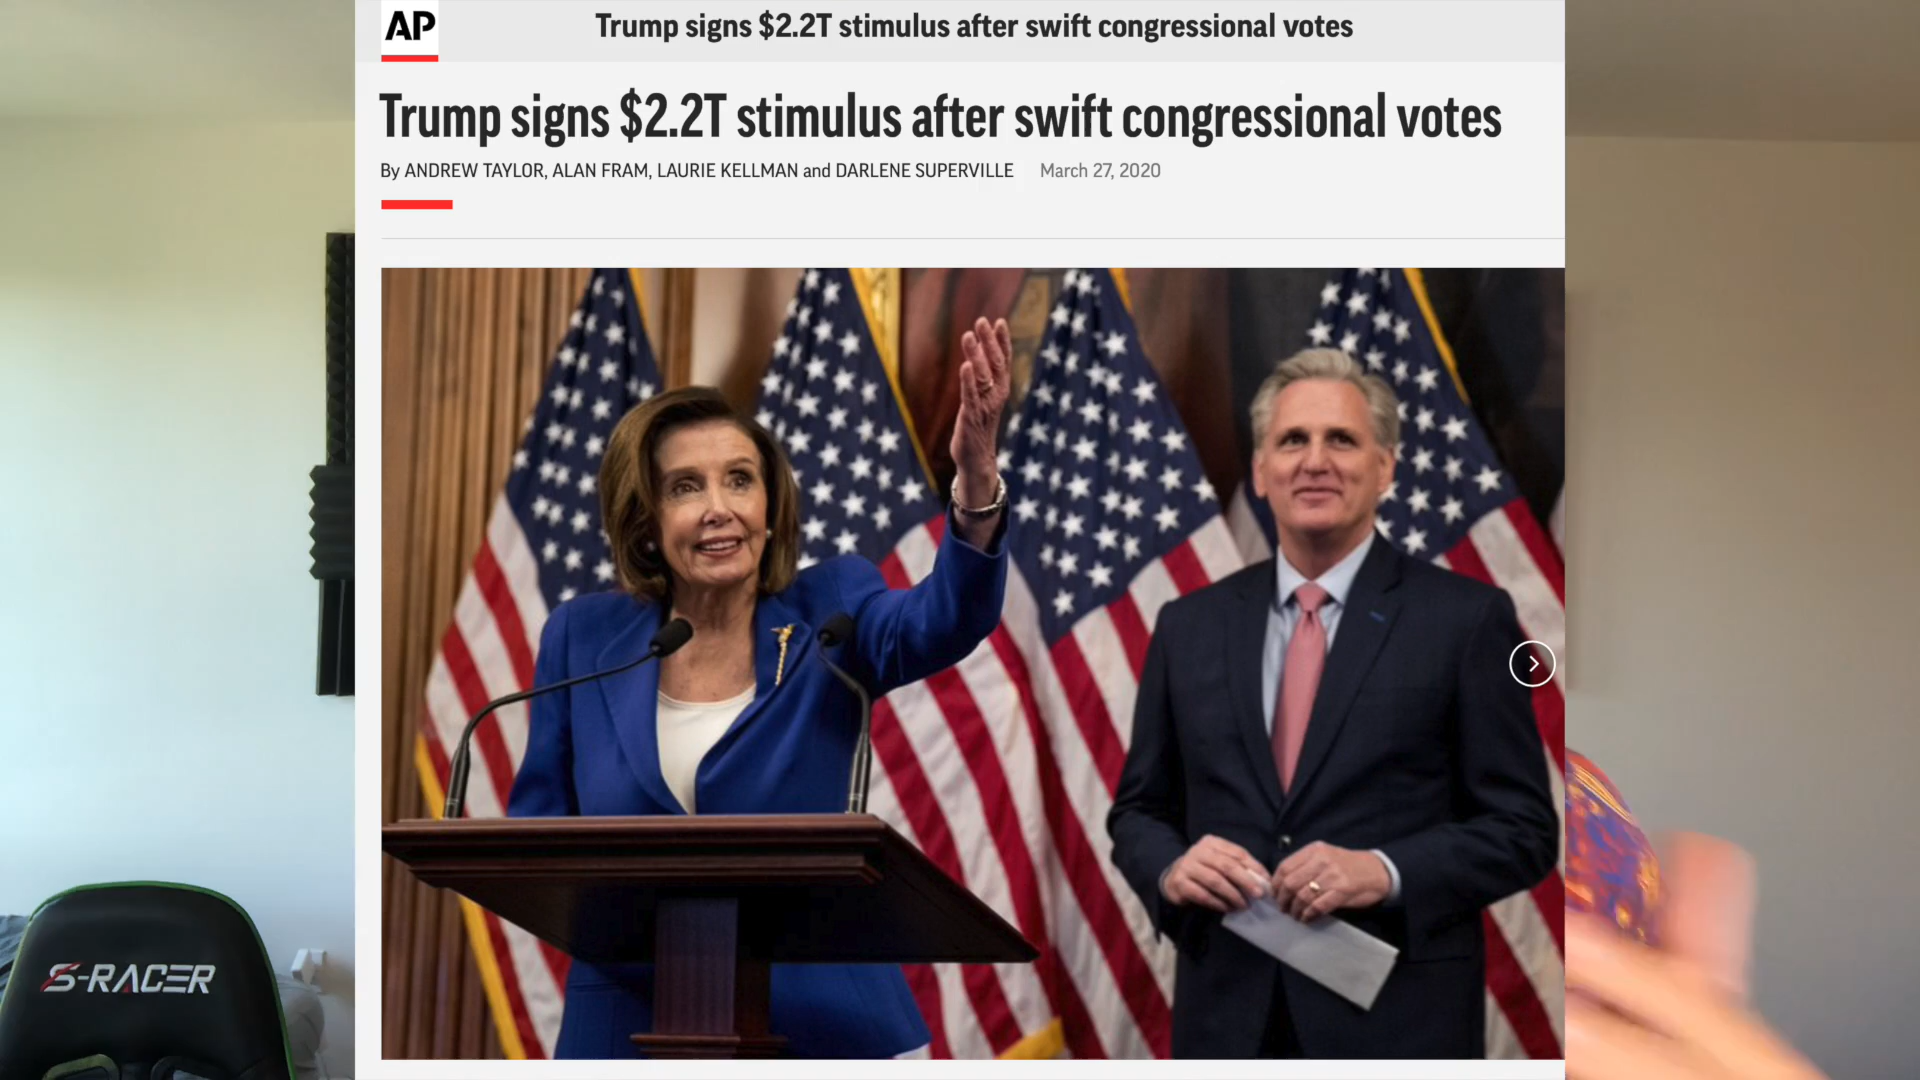 AP
Trump signs $2.2T stimulus after swift congressional votes
Trump signs $2.2T stimulus after swift congressional votes
By ANDREW TAYLOR, ALAN FRAM, LAURIE KELLMAN and DARLENE SUPERVILLE March 27, 2020
S-RACER